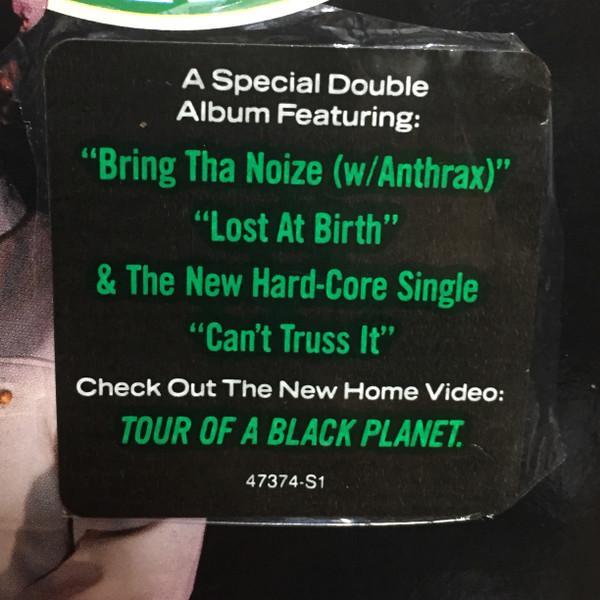 A Special Double
Album Featuring:
“Bring Tha Noize (w/Anthrax)”
“Lost At Birth”
& The New Hard-Core Single
“Can’t Truss It”
Check Out The New Home Video:
TOUR OF A BLACK PLANET.
47374-S1